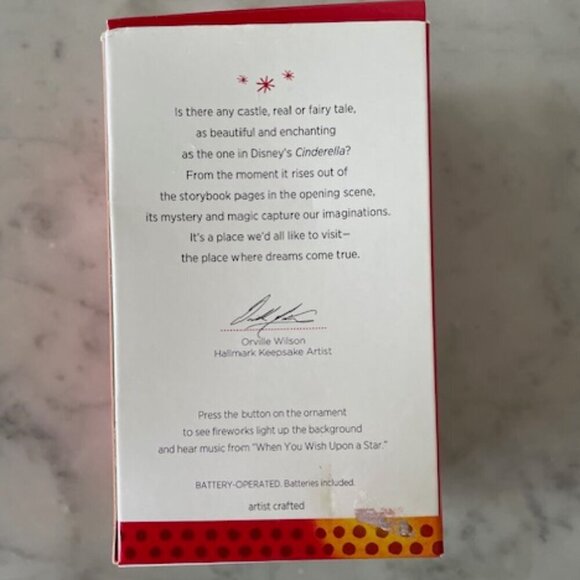 Is there any castle, real or fairy tale,
as beautiful and enchanting
as the one in Disney's Cinderella?
From the moment it rises out of
the storybook pages in the opening scene,
its mystery and magic capture our imaginations.
It's a place we'd all like to visit—
the place where dreams come true.
Orville Wilson
Hallmark Keepsake Artist
Press the button on the ornament
to see fireworks light up the background
and hear music from "When You Wish Upon a Star."
BATTERY-OPERATED. Batteries included.
artist crafted